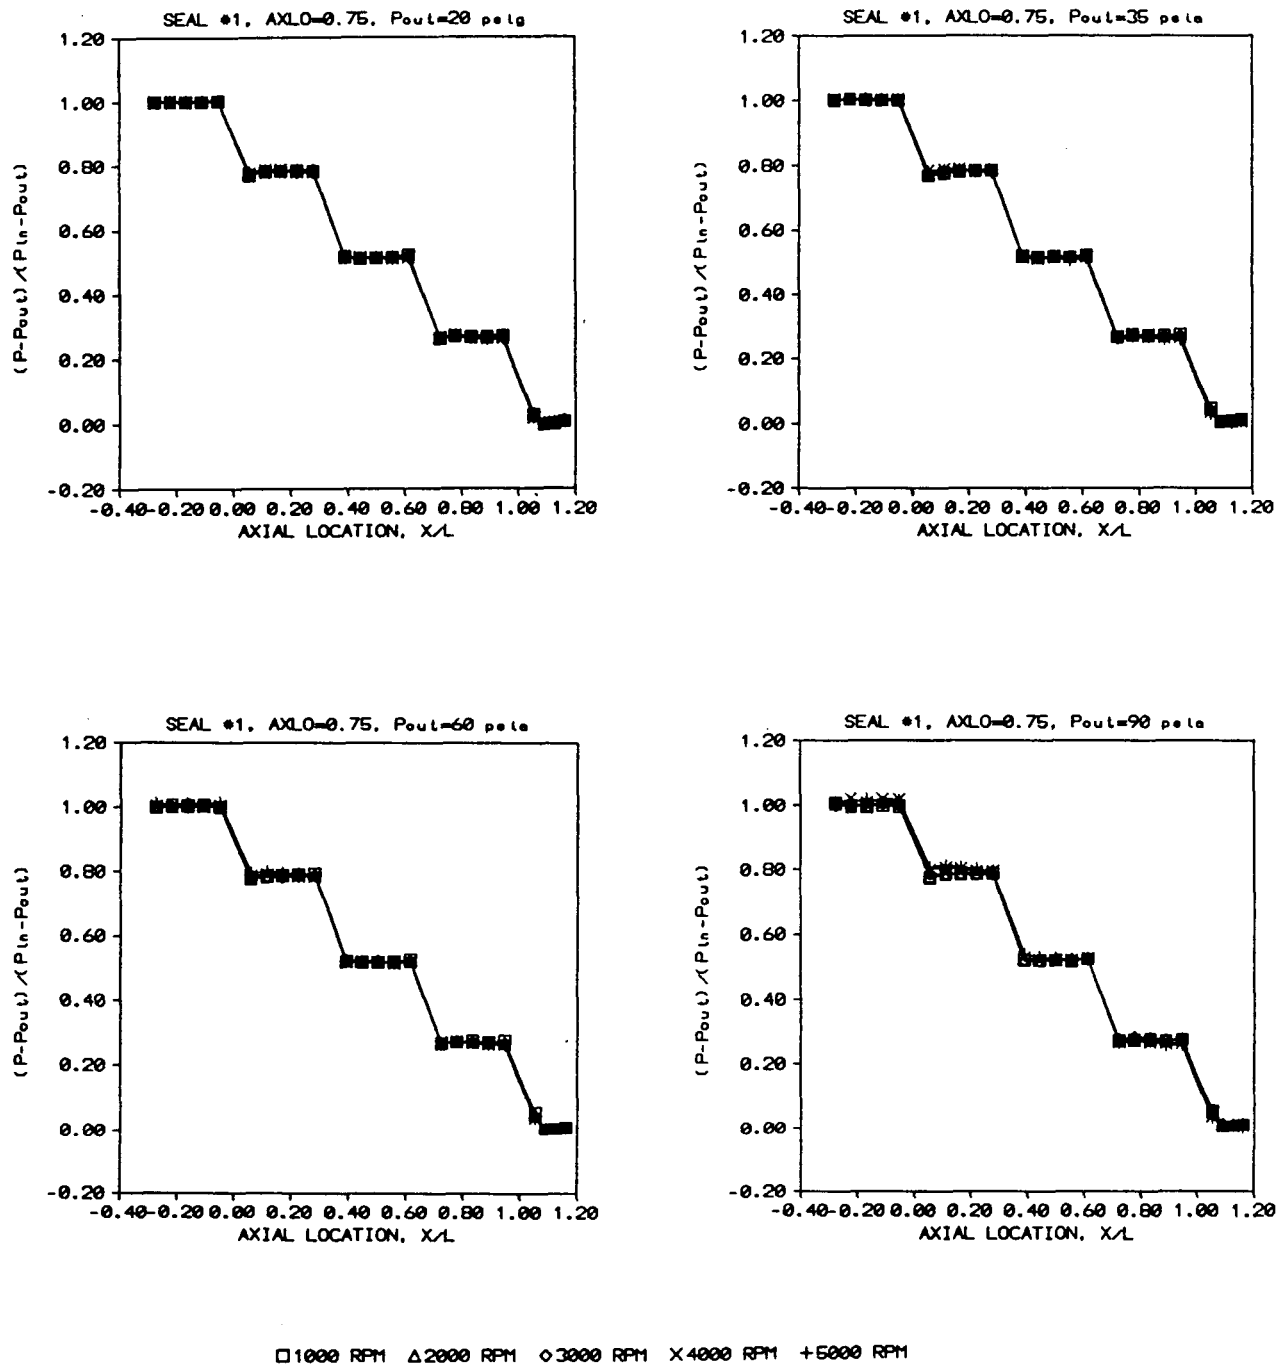 SEAL #1, AXLO=0.75, Pout=20 psig
1.20
1.00
0.80
0.60
0.40
0.20
0.00
-0.20
(P-Pout)/(Pin-Pout)
-0.40 -0.20 0.00 0.20 0.40 0.60 0.80 1.00 1.20
AXIAL LOCATION, X/L
SEAL #1, AXLO=0.75, Pout=35 psia
1.20
1.00
0.80
0.60
0.40
0.20
0.00
-0.20
(P-Pout)/(Pin-Pout)
-0.40 -0.20 0.00 0.20 0.40 0.60 0.80 1.00 1.20
AXIAL LOCATION, X/L
SEAL #1, AXLO=0.75, Pout=60 psia
1.20
1.00
0.80
0.60
0.40
0.20
0.00
-0.20
(P-Pout)/(Pin-Pout)
-0.40 -0.20 0.00 0.20 0.40 0.60 0.80 1.00 1.20
AXIAL LOCATION, X/L
SEAL #1, AXLO=0.75, Pout=90 psia
1.20
1.00
0.80
0.60
0.40
0.20
0.00
-0.20
(P-Pout)/(Pin-Pout)
-0.40 -0.20 0.00 0.20 0.40 0.60 0.80 1.00 1.20
AXIAL LOCATION, X/L
□ 1000 RPM △ 2000 RPM ◇ 3000 RPM × 4000 RPM + 5000 RPM